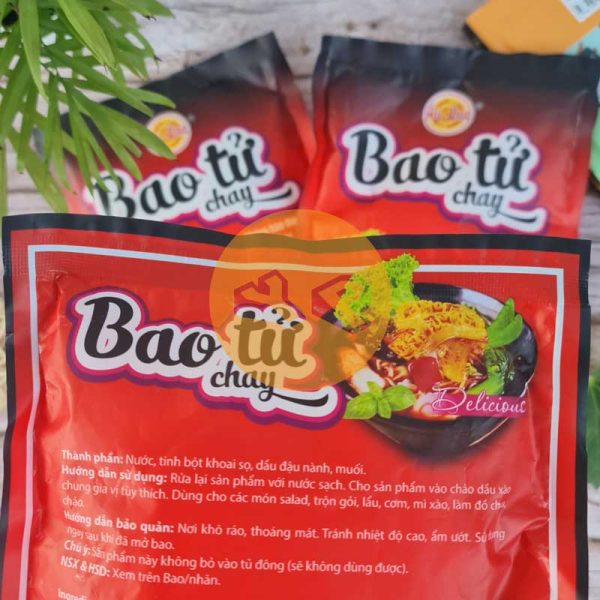 Bao tử
chay
Bao tử
chay
Bao tử
chay
Delicious
Thành phần: Nước, tinh bột khoai sọ, dầu đậu nành, muối.
Hướng dẫn sử dụng: Rửa lại sản phẩm với nước sạch. Cho sản phẩm vào chảo dầu xào
chung gia vị tùy thích. Dùng cho các món salad, trộn gỏi, lẩu, cơm, mì xào, làm đồ
cháo.
Hướng dẫn bảo quản: Nơi khô ráo, thoáng mát. Tránh nhiệt độ cao, ẩm ướt. Sử dụng
ngay sau khi đã mở bao.
Chú ý: Sản phẩm này không bỏ vào tủ đông (sẽ không dùng được).
NSX & HSD: Xem trên Bao/nhãn.